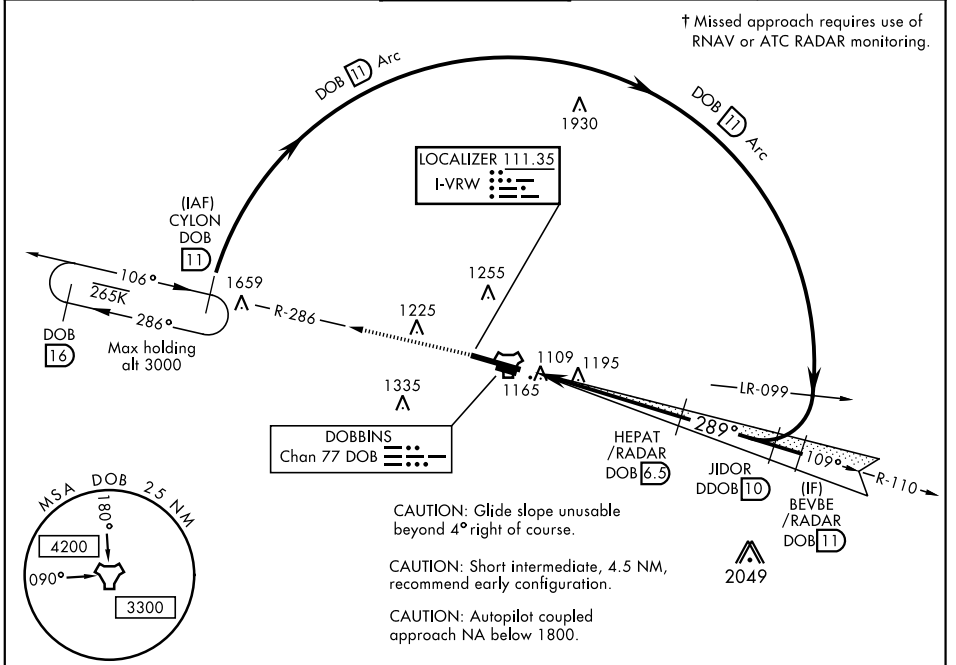 † Missed approach requires use of
RNAV or ATC RADAR monitoring.
DOB 11 Arc
DOB 11 Arc
1930
LOCALIZER 111.35
I-VRW
(IAF)
CYLON
DOB
11
106°
265K
286°
DOB
16
Max holding
alt 3000
1659
R-286
1225
1255
1335
1165
1109
1195
DOBBINS
Chan 77 DOB
LR-099
289°
109°
R-110
HEPAT
/RADAR
DOB 6.5
JIDOR
DDOB 10
(IF)
BEVBE
/RADAR
DOB 11
2049
MSA DOB 25 NM
180°
4200
090°
3300
CAUTION: Glide slope unusable
beyond 4° right of course.
CAUTION: Short intermediate, 4.5 NM,
recommend early configuration.
CAUTION: Autopilot coupled
approach NA below 1800.